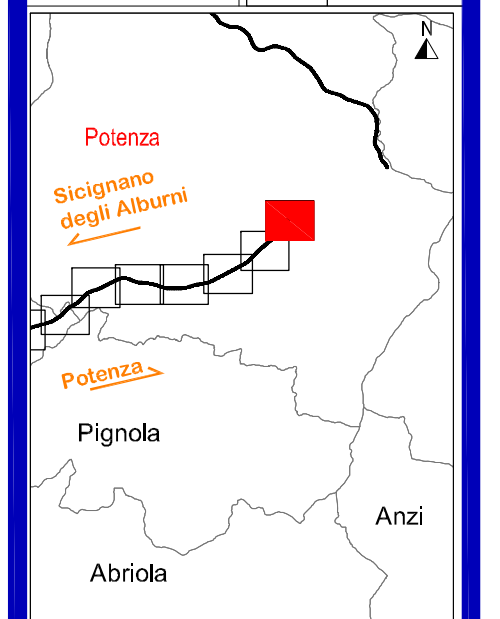 N
Potenza
Sicignano
degli Alburni
Potenza
Pignola
Anzi
Abriola